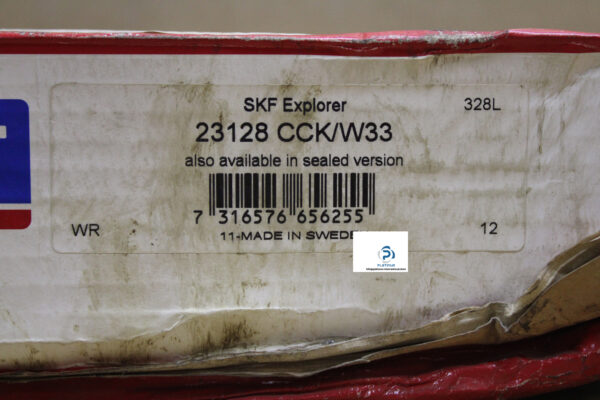 SKF Explorer
328L
23128 CCK/W33
also available in sealed version
7 316576 656255
WR
11-MADE IN SWEDE
12
PLATINUM